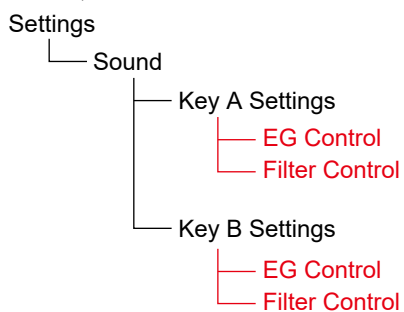 Settings
Sound
Key A Settings
EG Control
Filter Control
Key B Settings
EG Control
Filter Control